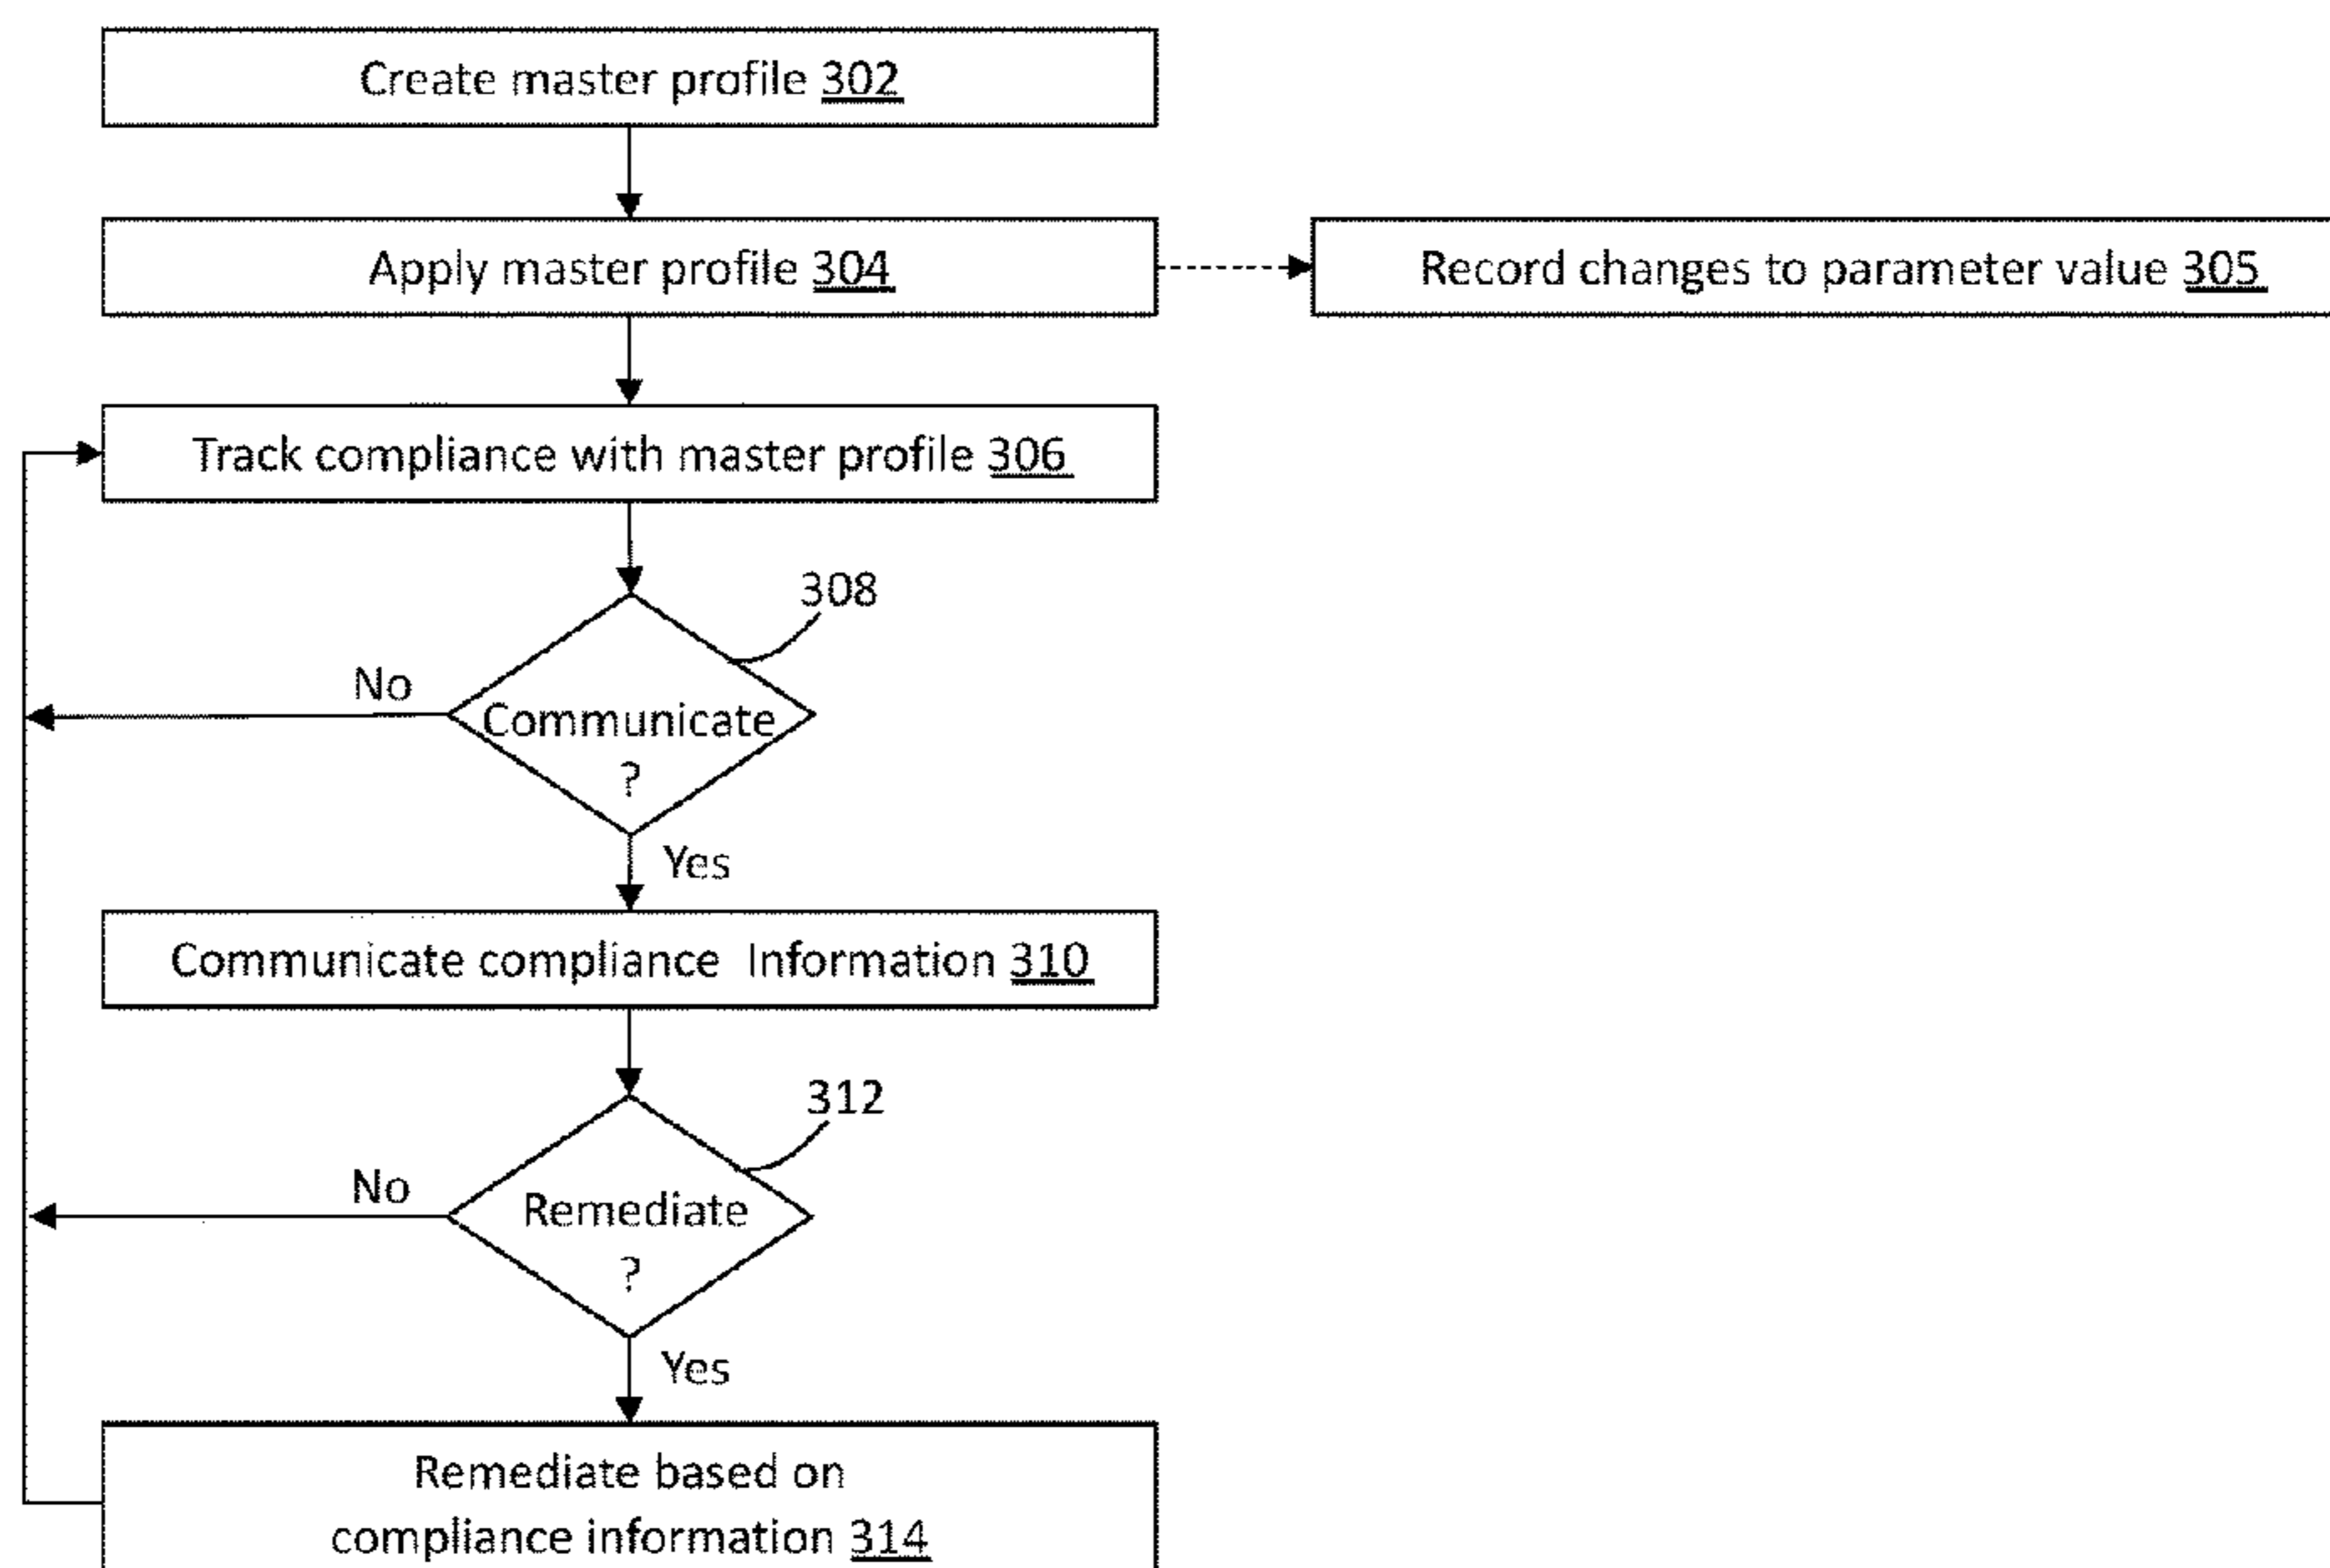 Create master profile 302
Apply master profile 304
Record changes to parameter value 305
Track compliance with master profile 306
308
No
Communicate
?
Yes
Communicate compliance Information 310
312
No
Remediate
?
Yes
Remediate based on
compliance information 314